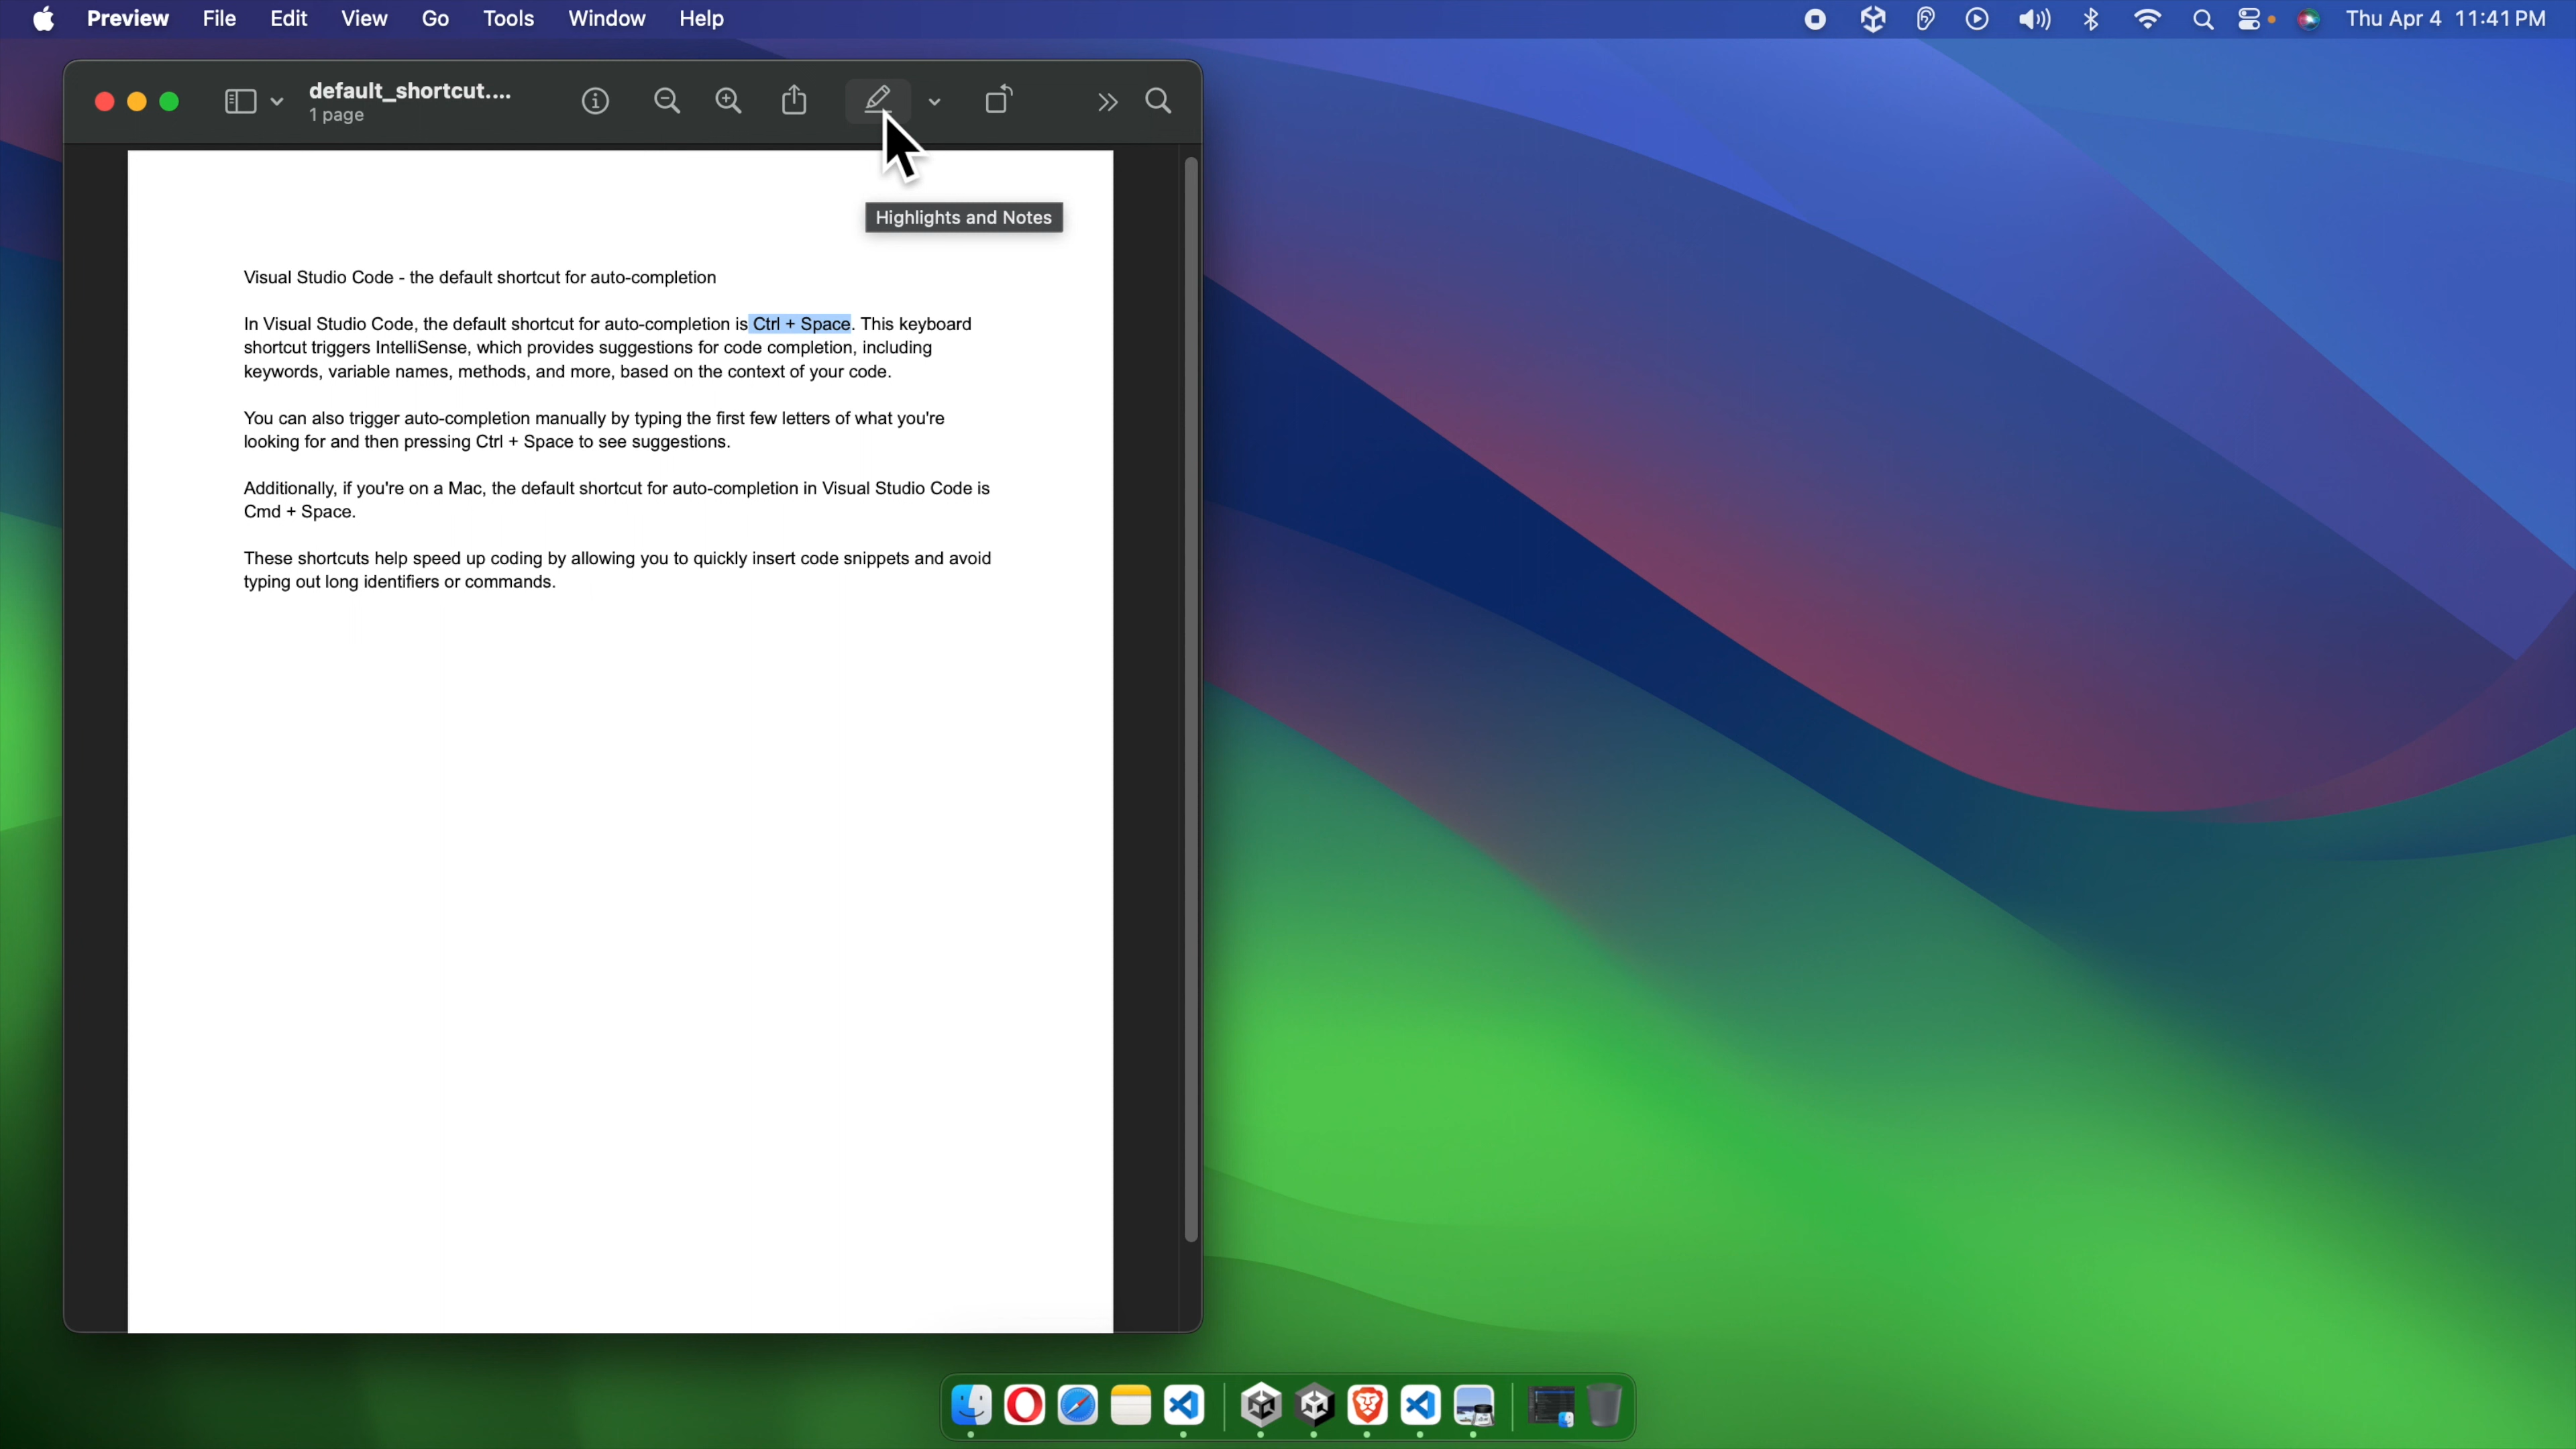 Preview File Edit View Go Tools Window Help Thu Apr 4 11:41 PM
default_shortcut....
1 page
Highlights and Notes
Visual Studio Code - the default shortcut for auto-completion
In Visual Studio Code, the default shortcut for auto-completion is Ctrl + Space. This keyboard
shortcut triggers IntelliSense, which provides suggestions for code completion, including
keywords, variable names, methods, and more, based on the context of your code.
You can also trigger auto-completion manually by typing the first few letters of what you're
looking for and then pressing Ctrl + Space to see suggestions.
Additionally, if you're on a Mac, the default shortcut for auto-completion in Visual Studio Code is
Cmd + Space.
These shortcuts help speed up coding by allowing you to quickly insert code snippets and avoid
typing out long identifiers or commands.